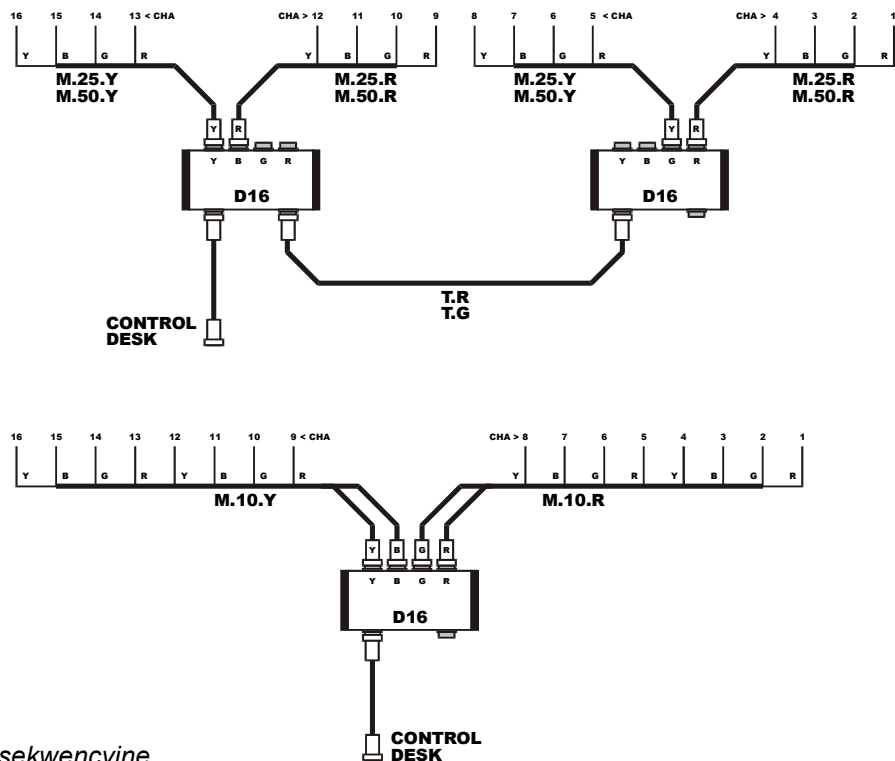 16 15 14 13 < CHA CHA > 12 11 10 9 8 7 6 5 < CHA CHA > 4 3 2 1
Y B G R Y B G R Y B G R Y B G R
M.25.Y M.25.R M.25.Y M.25.R
M.50.Y M.50.R M.50.Y M.50.R
Y R Y R
Y B G R Y B G R
D16 D16
T.R
T.G
CONTROL
DESK
16 15 14 13 12 11 10 9 < CHA CHA > 8 7 6 5 4 3 2 1
Y B G R Y B G R Y B G R Y B G R
M.10.Y M.10.R
Y B G R
Y B G R
D16
CONTROL
DESK